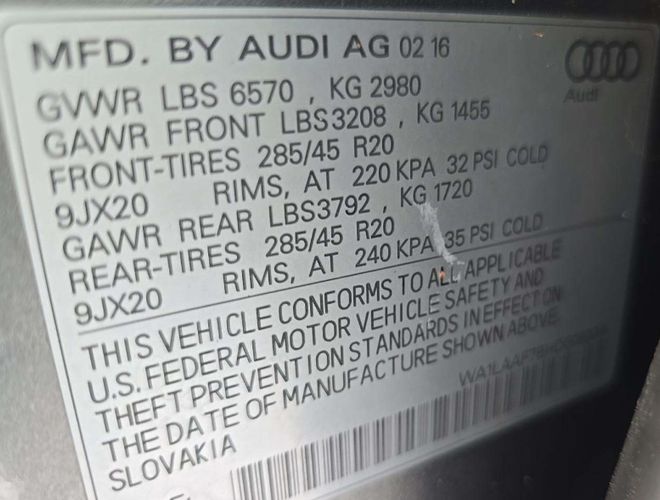 MFD. BY AUDI AG 02 16
Audi
GVWR LBS 6570 , KG 2980
GAWR FRONT LBS3208 , KG 1455
FRONT-TIRES 285/45 R20
9JX20 RIMS, AT 220 KPA 32 PSI COLD
GAWR REAR LBS3792 , KG 1720
REAR-TIRES 285/45 R20
9JX20 RIMS, AT 240 KPA 35 PSI COLD
THIS VEHICLE CONFORMS TO ALL APPLICABLE
U.S. FEDERAL MOTOR VEHICLE SAFETY AND
THEFT PREVENTION STANDARDS IN EFFECT ON
THE DATE OF MANUFACTURE SHOWN ABOVE.
SLOVAKIA